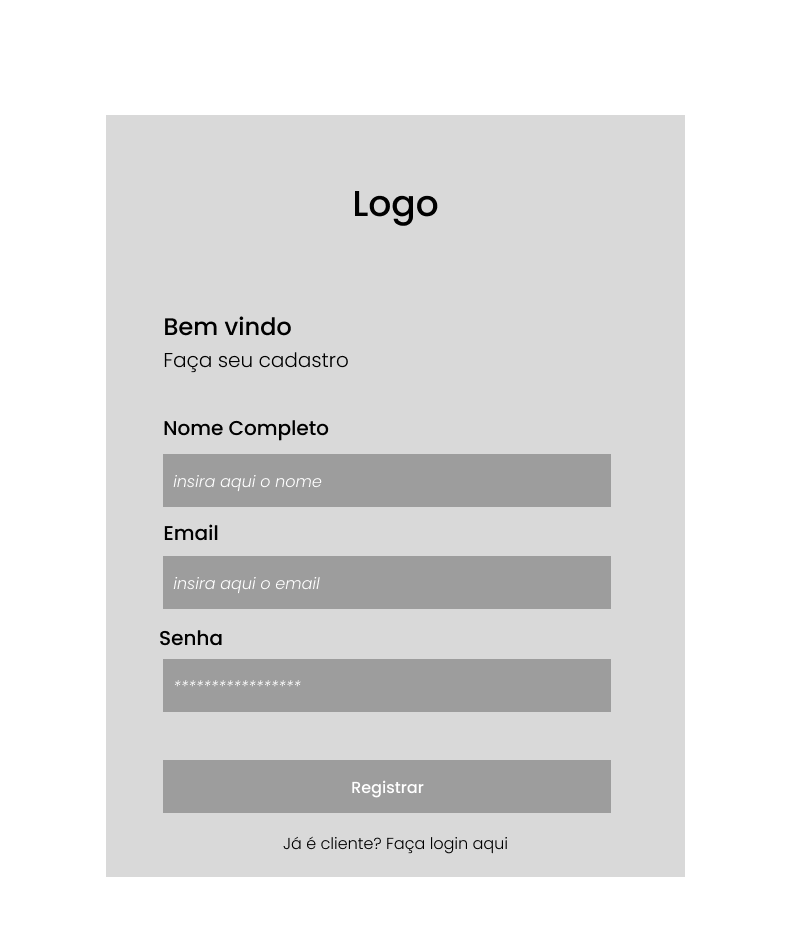 Logo
Bem vindo
Faça seu cadastro
Nome Completo
insira aqui o nome
Email
insira aqui o email
Senha
*****************
Registrar
Já é cliente? Faça login aqui